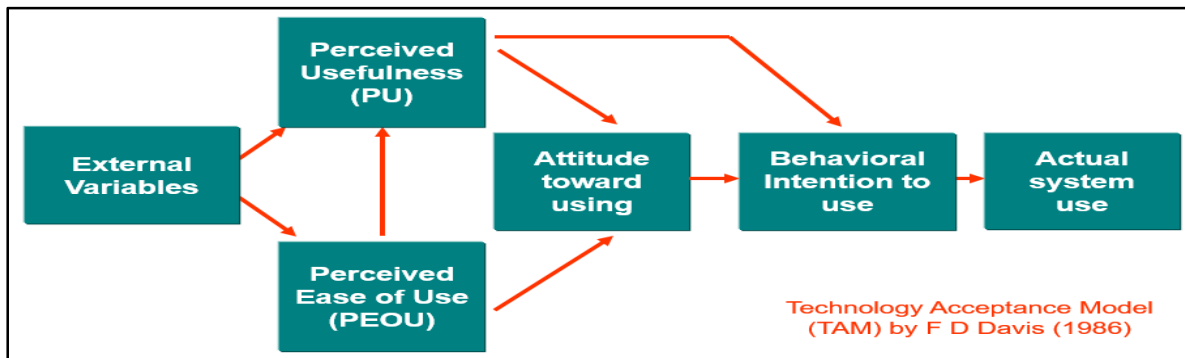 Perceived
Usefulness
(PU)
External
Variables
Perceived
Ease of Use
(PEOU)
Attitude
toward
using
Behavioral
Intention to
use
Actual
system
use
Technology Acceptance Model
(TAM) by F D Davis (1986)